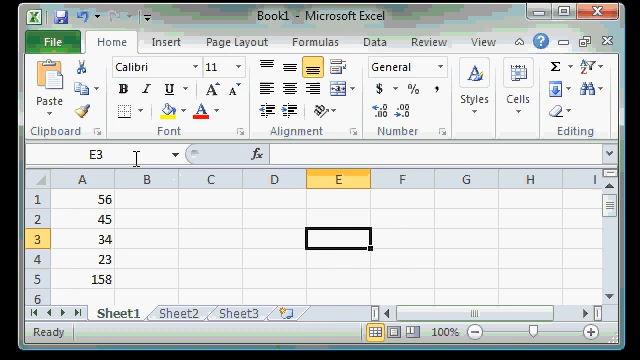 Book1 - Microsoft Excel
File Home Insert Page Layout Formulas Data Review View
Calibri 11 General
Paste B I U A A $ % , Styles Cells
Clipboard Font Alignment Number Editing
E3 fx
A B C D E F G H I
1 56
2 45
3 34
4 23
5 158
6
Sheet1 Sheet2 Sheet3
Ready 100%